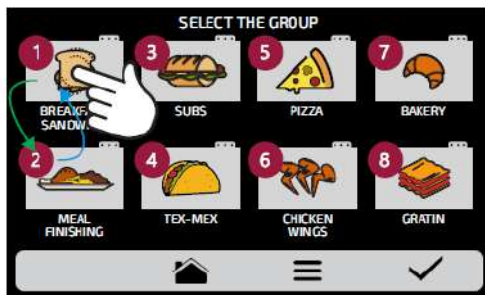 SELECT THE GROUP
1
3
5
7
BREAKFA
SANDW
SUBS
PIZZA
BAKERY
2
4
6
8
MEAL
FINISHING
TEX-MEX
CHICKEN
WINGS
GRATIN